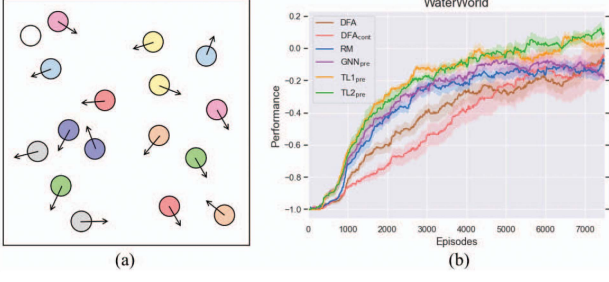 WaterWorld
0.2
0.0
−0.2
−0.4
−0.6
−0.8
−1.0
Performance
DFA
DFAcont
RM
GNNpre
TL1pre
TL2pre
0 1000 2000 3000 4000 5000 6000 7000
Episodes
(a) (b)